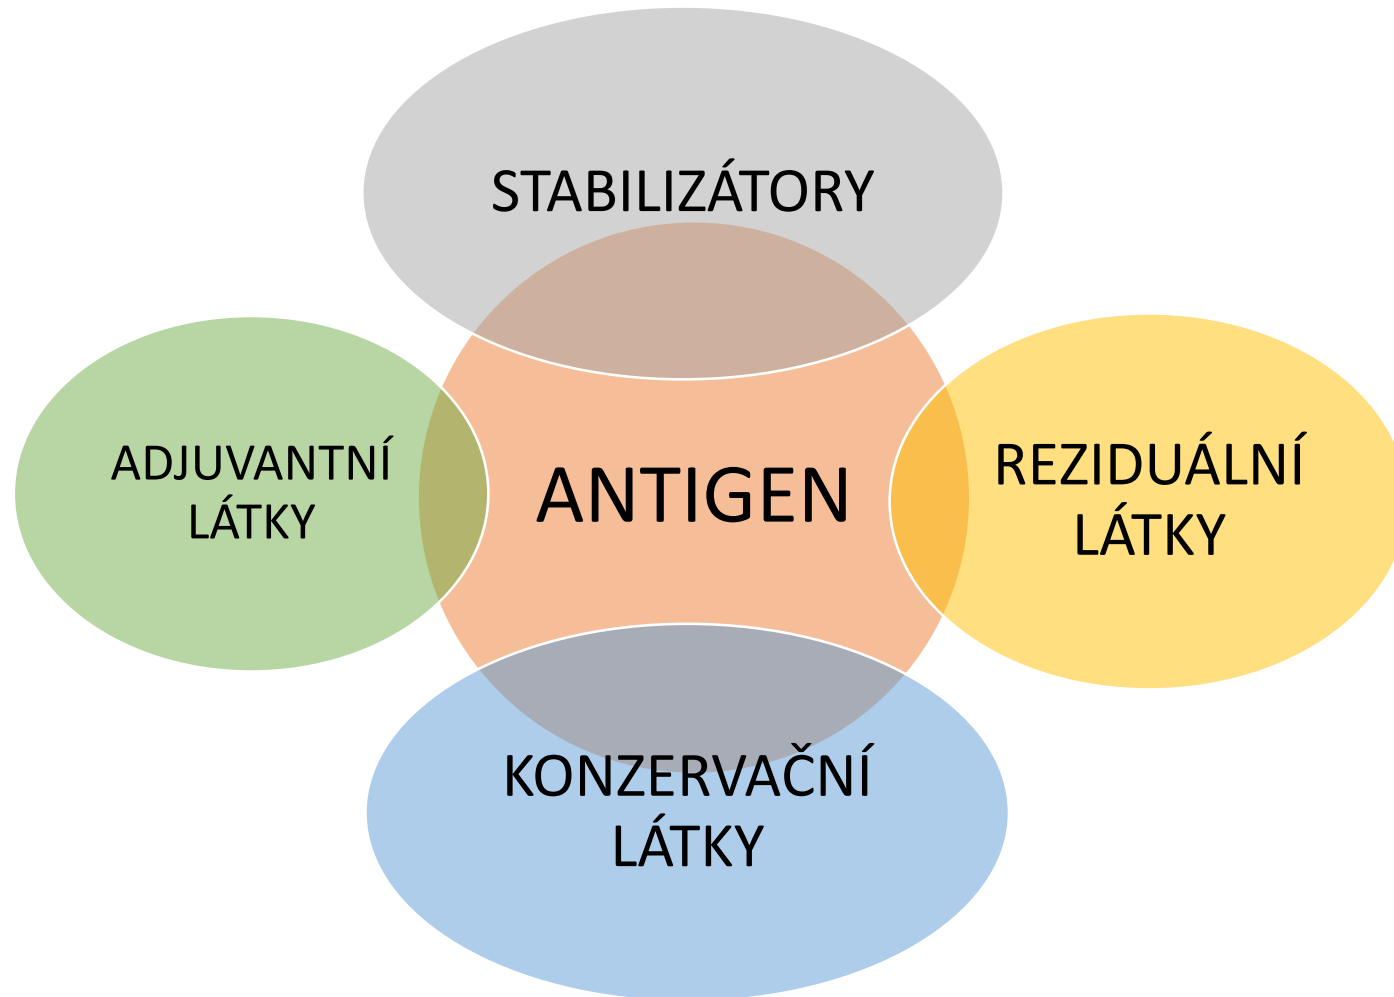 STABILIZÁTORY
ADJUVANTNÍ
LÁTKY
ANTIGEN
REZIDUÁLNÍ
LÁTKY
KONZERVAČNÍ
LÁTKY